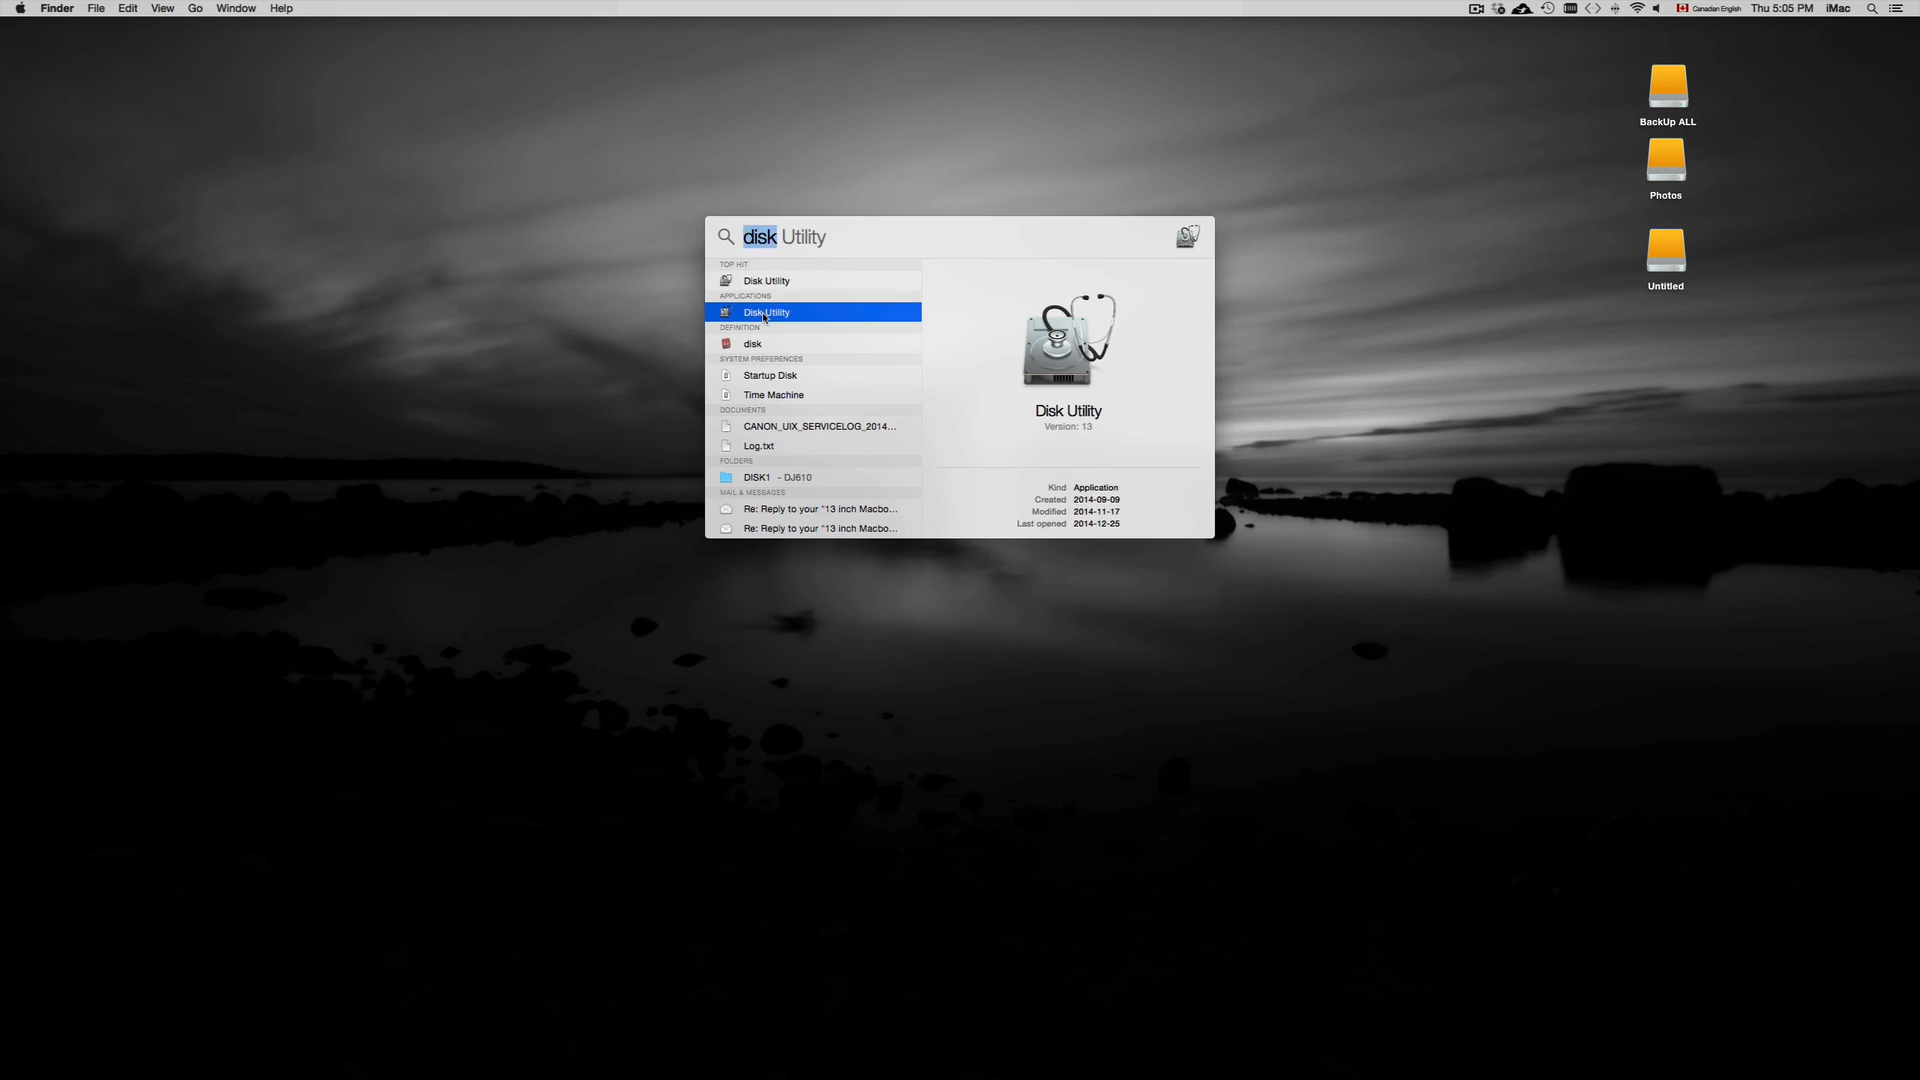 Finder File Edit View Go Window Help
Canadian English Thu 5:05 PM iMac
BackUp ALL
Photos
Untitled
disk Utility
TOP HIT
Disk Utility
APPLICATIONS
Disk Utility
DEFINITION
disk
SYSTEM PREFERENCES
Startup Disk
Time Machine
DOCUMENTS
CANON_UIX_SERVICELOG_2014...
Log.txt
FOLDERS
DISK1 - DJ610
MAIL & MESSAGES
Re: Reply to your "13 inch Macbo...
Re: Reply to your "13 inch Macbo...
Disk Utility
Version: 13
Kind Application
Created 2014-09-09
Modified 2014-11-17
Last opened 2014-12-25